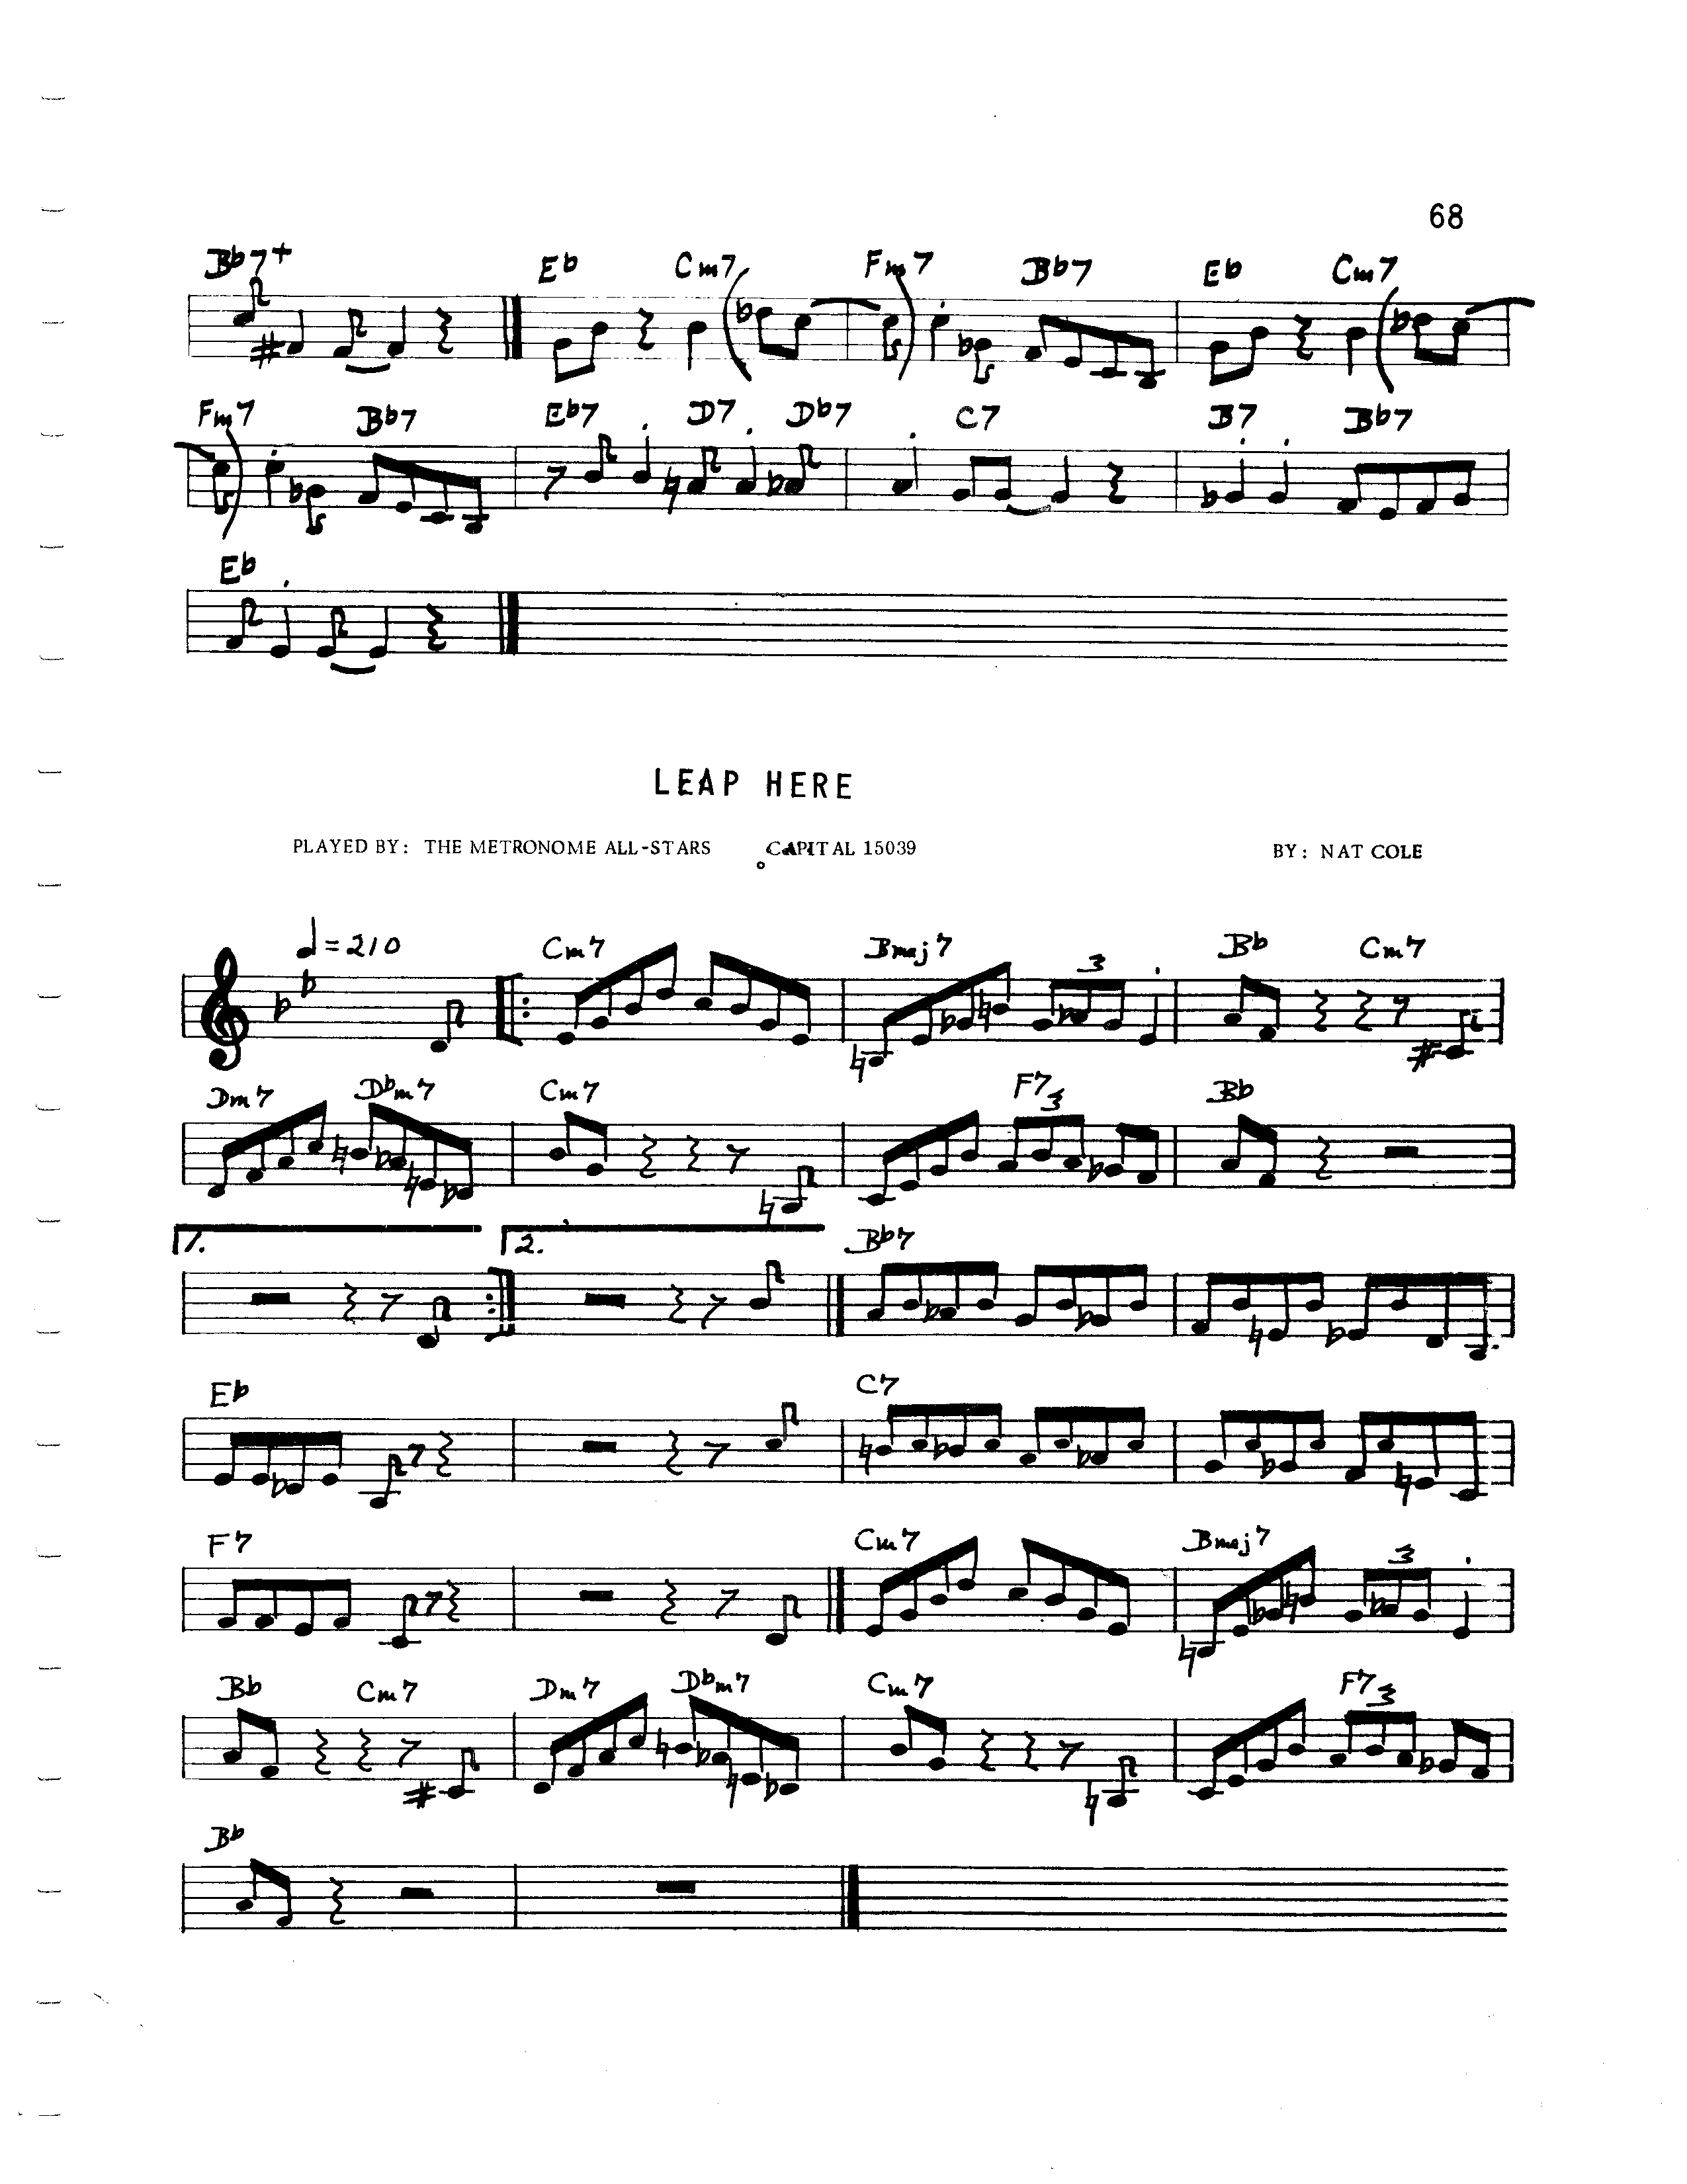 68
Bb7+ Eb Cm7 Fm7 Bb7 Eb Cm7
Fm7 Bb7 Eb7 D7 Db7 C7 B7 Bb7
Eb
LEAP HERE
PLAYED BY: THE METRONOME ALL-STARS CAPITAL 15039 BY: NAT COLE
♩=210 Cm7 Bmaj7 3 Bb Cm7
Dm7 Dbm7 Cm7 F7 3 Bb
1. 2. Bb7
Eb C7
F7 Cm7 Bmaj7 3
Bb Cm7 Dm7 Dbm7 Cm7 F7 3
Bb